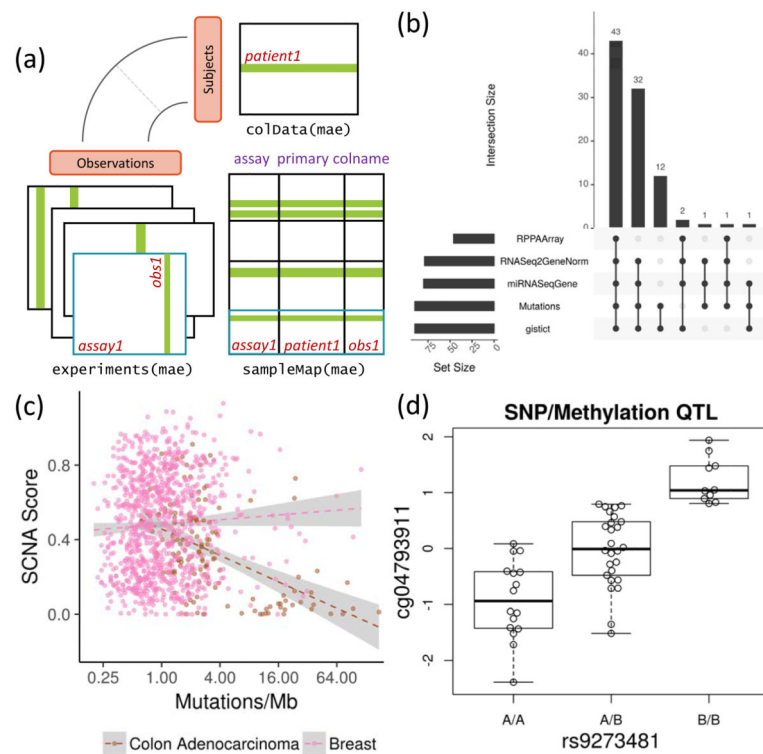 (a)
Subjects
patient1
colData(mae)
Observations
obs1
assay1
experiments(mae)
assay primary colname
assay1 patient1 obs1
sampleMap(mae)
(b)
Intersection Size
40
30
20
10
0
43
32
12
2
1
1
1
RPPAArray
RNASeq2GeneNorm
miRNASeqGene
Mutations
gistict
75
50
25
0
Set Size
(c)
SCNA Score
0.8
0.4
0.0
0.25 1.00 4.00 16.00 64.00
Mutations/Mb
Colon Adenocarcinoma Breast
(d)
SNP/Methylation QTL
cg04793911
2
1
0
-1
-2
A/A A/B B/B
rs9273481